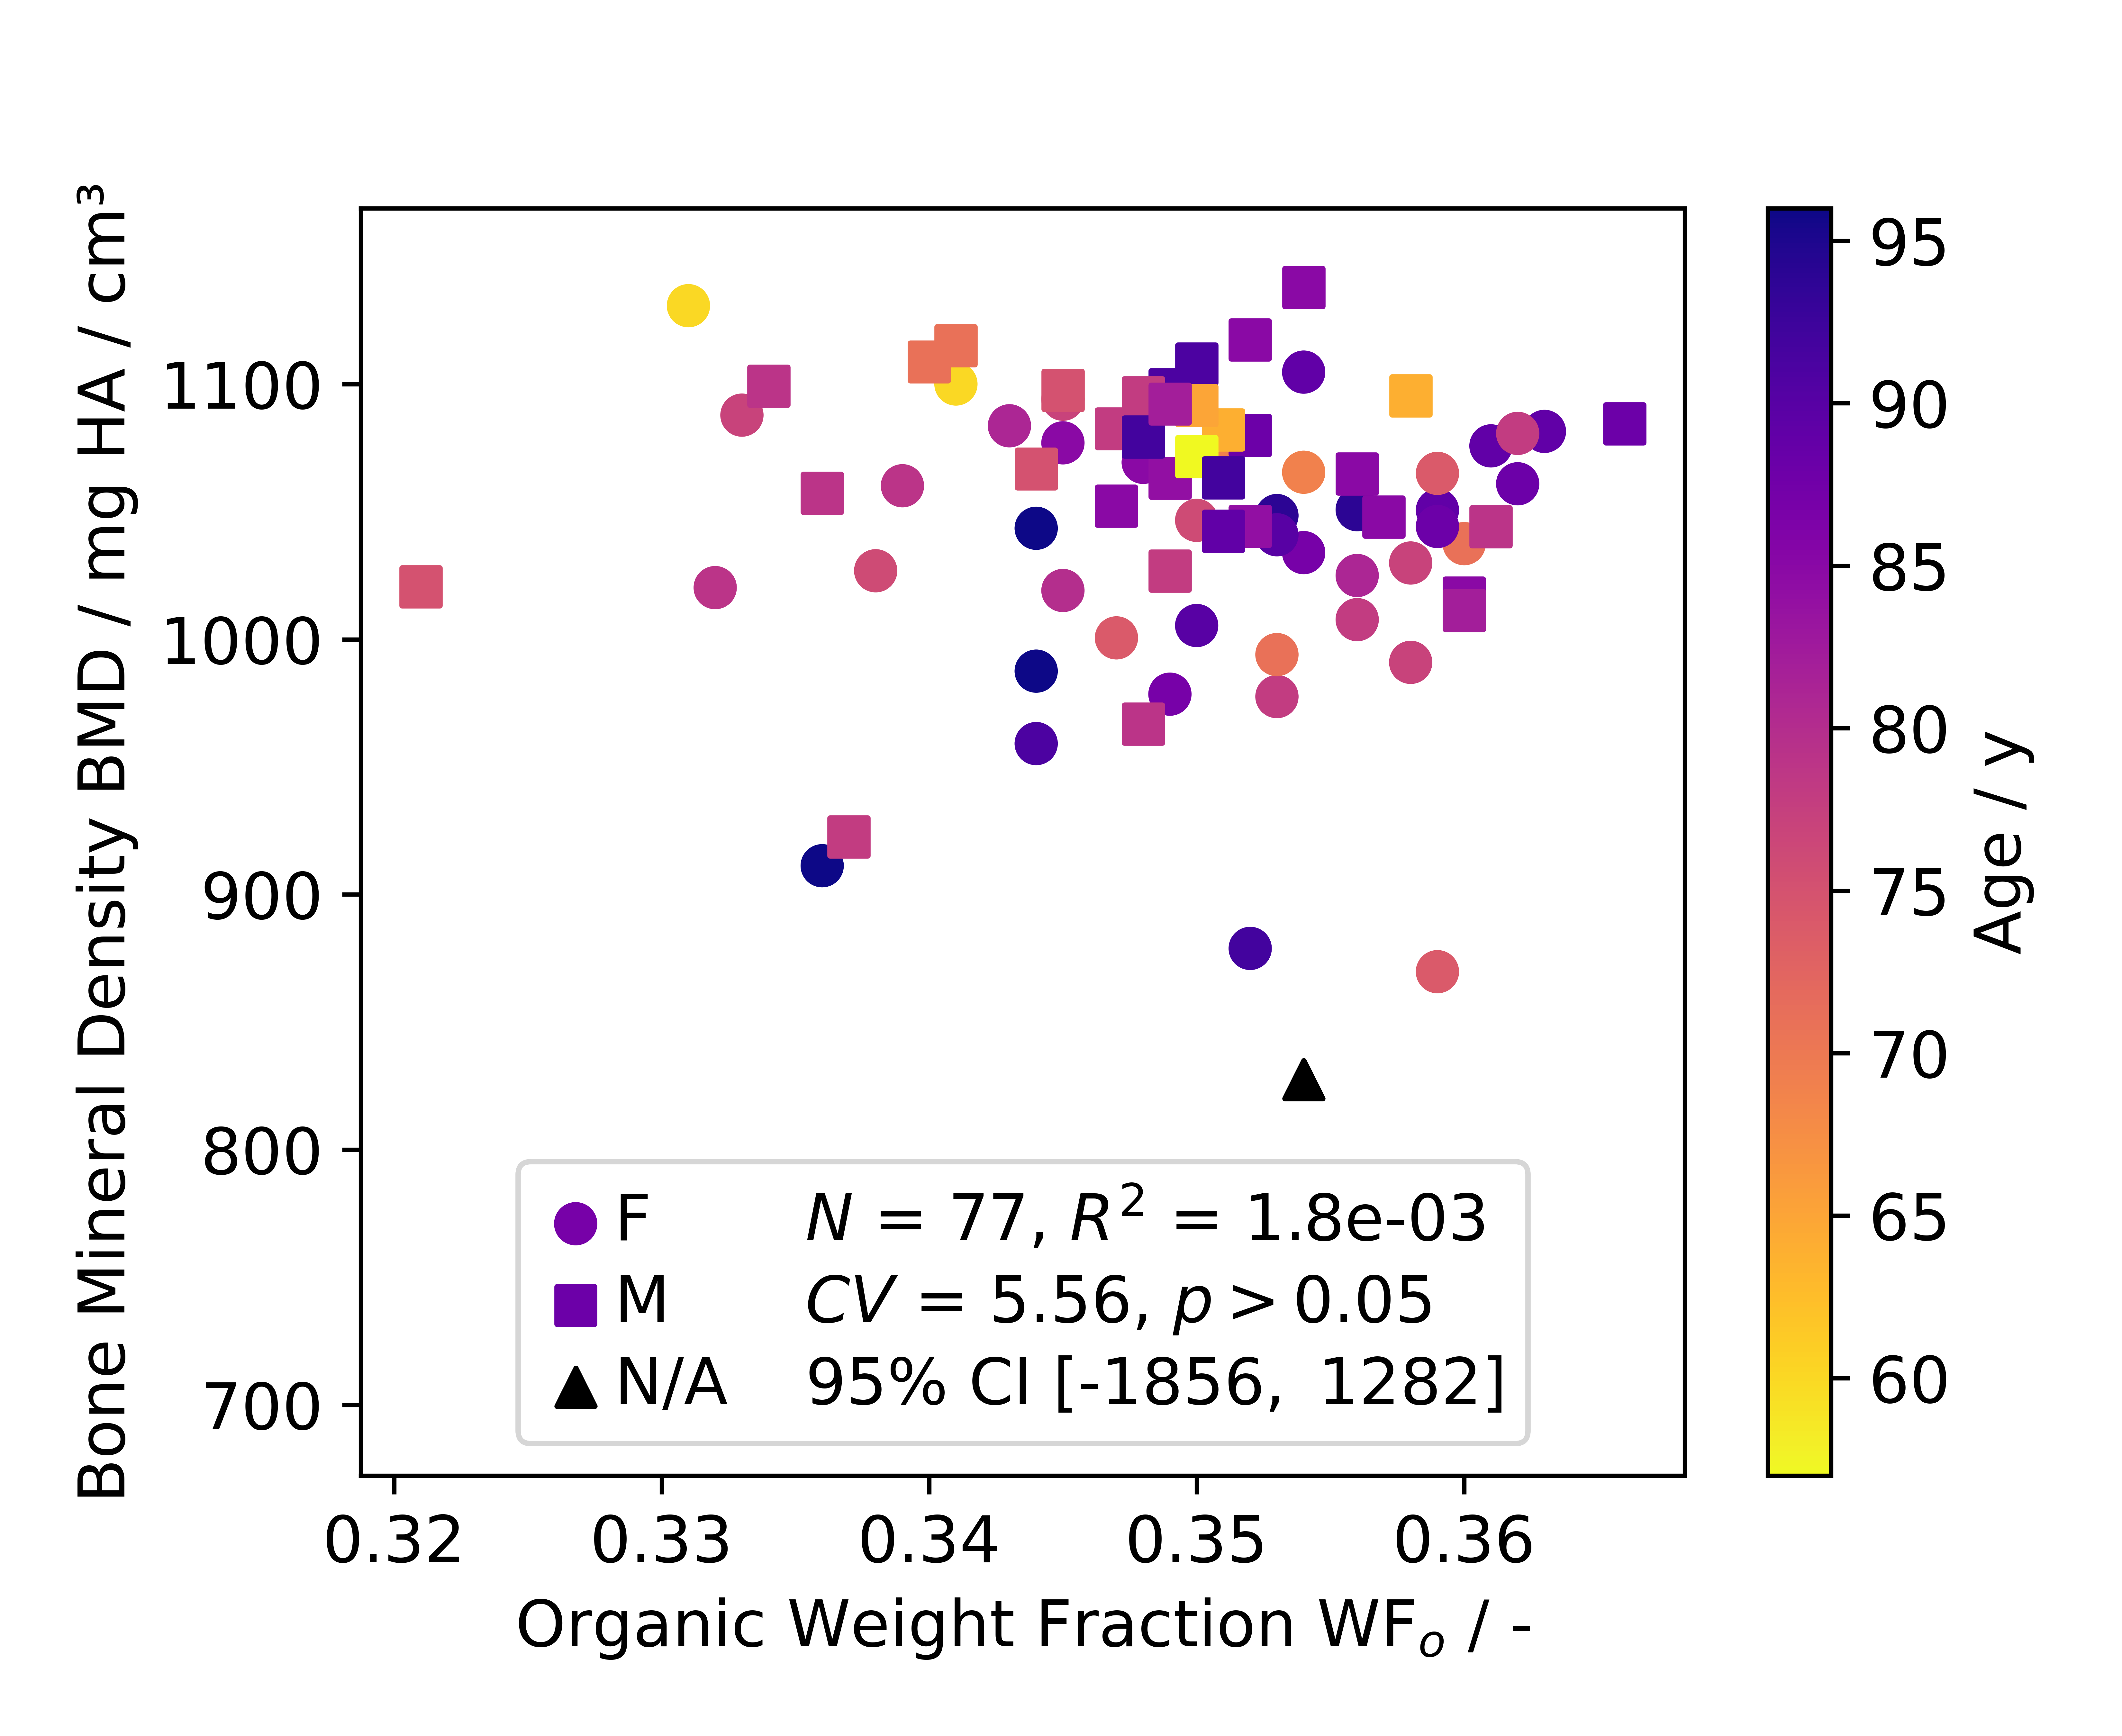 Bone Mineral Density BMD / mg HA / cm³
1100
1000
900
800
700
F N = 77, R² = 1.8e-03
M CV = 5.56, p > 0.05
N/A 95% CI [-1856, 1282]
0.32 0.33 0.34 0.35 0.36
Organic Weight Fraction WFₒ / -
95
90
85
80
75
70
65
60
Age / y